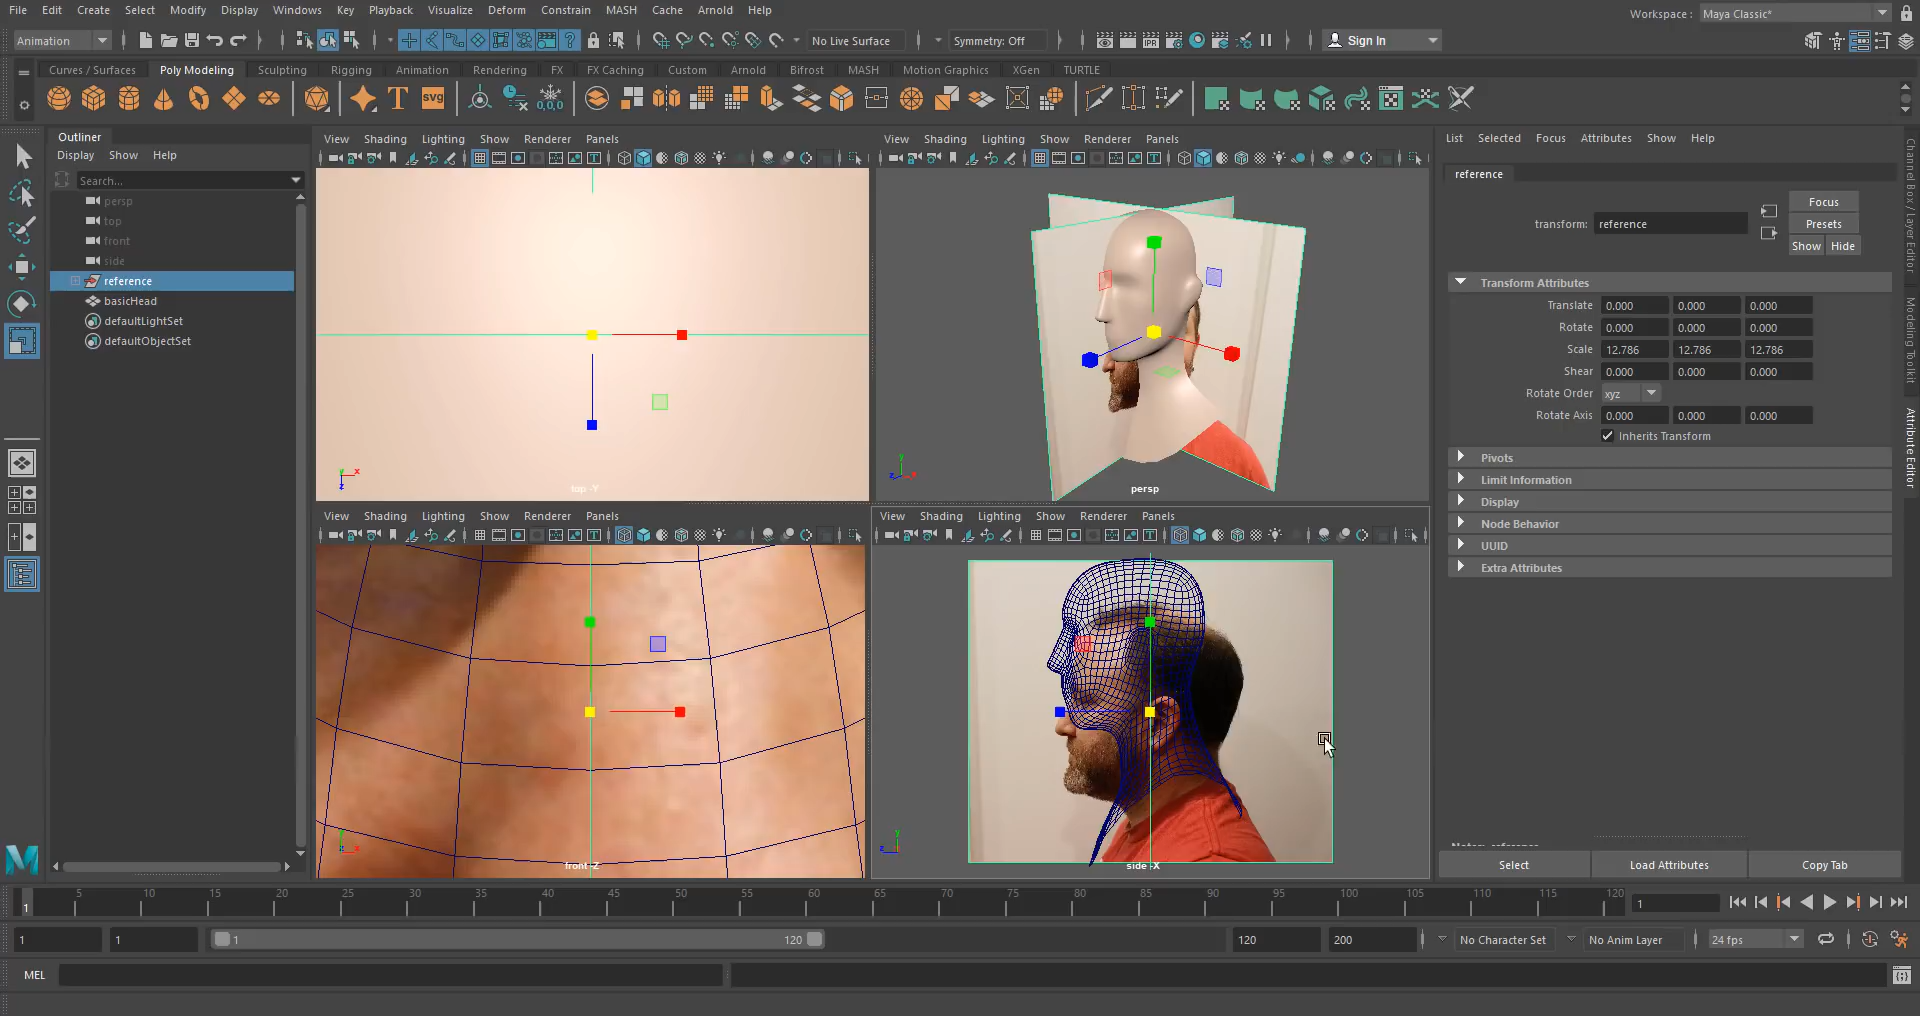 File Edit Create Select Modify Display Windows Key Playback Visualize Deform Constrain MASH Cache Arnold Help
Workspace : Maya Classic*
Animation No Live Surface Symmetry: Off Sign In
Curves / Surfaces Poly Modeling Sculpting Rigging Animation Rendering FX FX Caching Custom Arnold Bifrost MASH Motion Graphics XGen TURTLE
T svg 0,0,0
Outliner
Display Show Help
Search...
persp
top
front
side
reference
basicHead
defaultLightSet
defaultObjectSet
View Shading Lighting Show Renderer Panels
top -Y
View Shading Lighting Show Renderer Panels
persp
View Shading Lighting Show Renderer Panels
front -Z
View Shading Lighting Show Renderer Panels
side -X
List Selected Focus Attributes Show Help
reference
Focus
transform: reference Presets
Show Hide
Transform Attributes
Translate 0.000 0.000 0.000
Rotate 0.000 0.000 0.000
Scale 12.786 12.786 12.786
Shear 0.000 0.000 0.000
Rotate Order xyz
Rotate Axis 0.000 0.000 0.000
Inherits Transform
Pivots
Limit Information
Display
Node Behavior
UUID
Extra Attributes
Select Load Attributes Copy Tab
Channel Box / Layer Editor
Modeling Toolkit
Attribute Editor
1 5 10 15 20 25 30 35 40 45 50 55 60 65 70 75 80 85 90 95 100 105 110 115 120 1
1 1 1 120 120 200 No Character Set No Anim Layer 24 fps
MEL